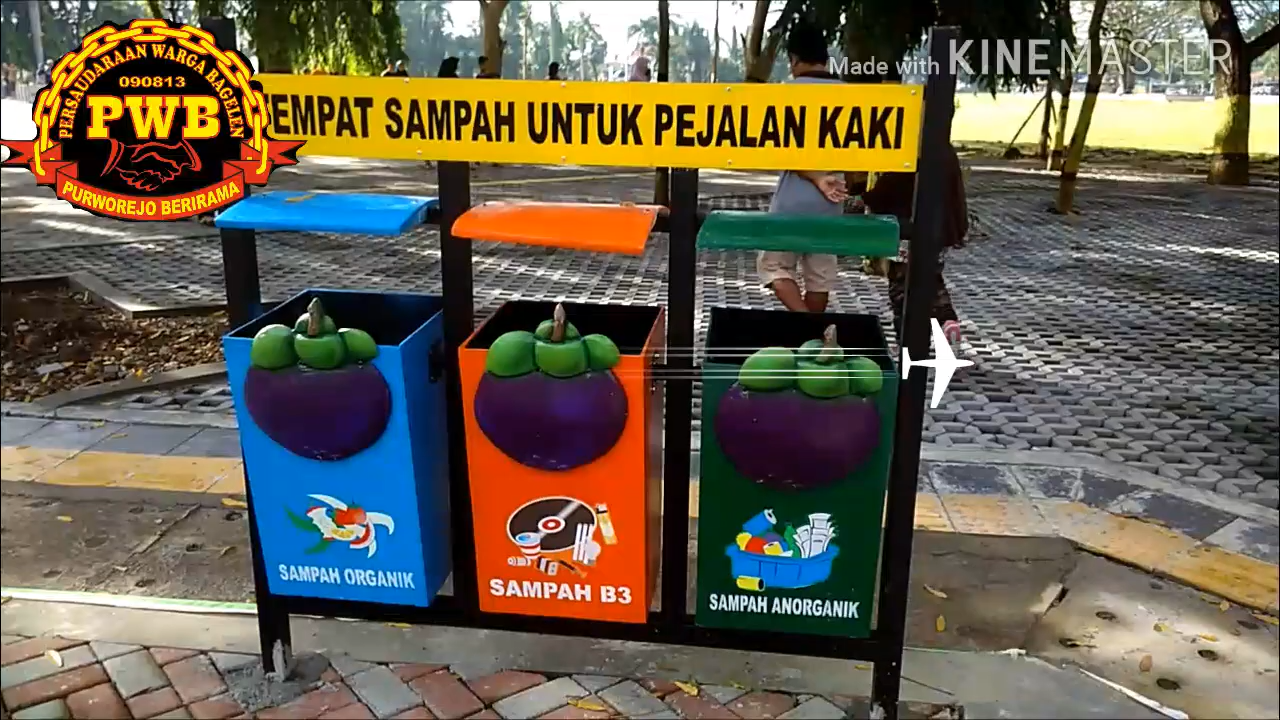 Made with KINEMASTER
PERSAUDARAAN WARGA BAGELEN
090813
PWB
PURWOREJO BERIRAMA
TEMPAT SAMPAH UNTUK PEJALAN KAKI
SAMPAH ORGANIK
SAMPAH B3
SAMPAH ANORGANIK